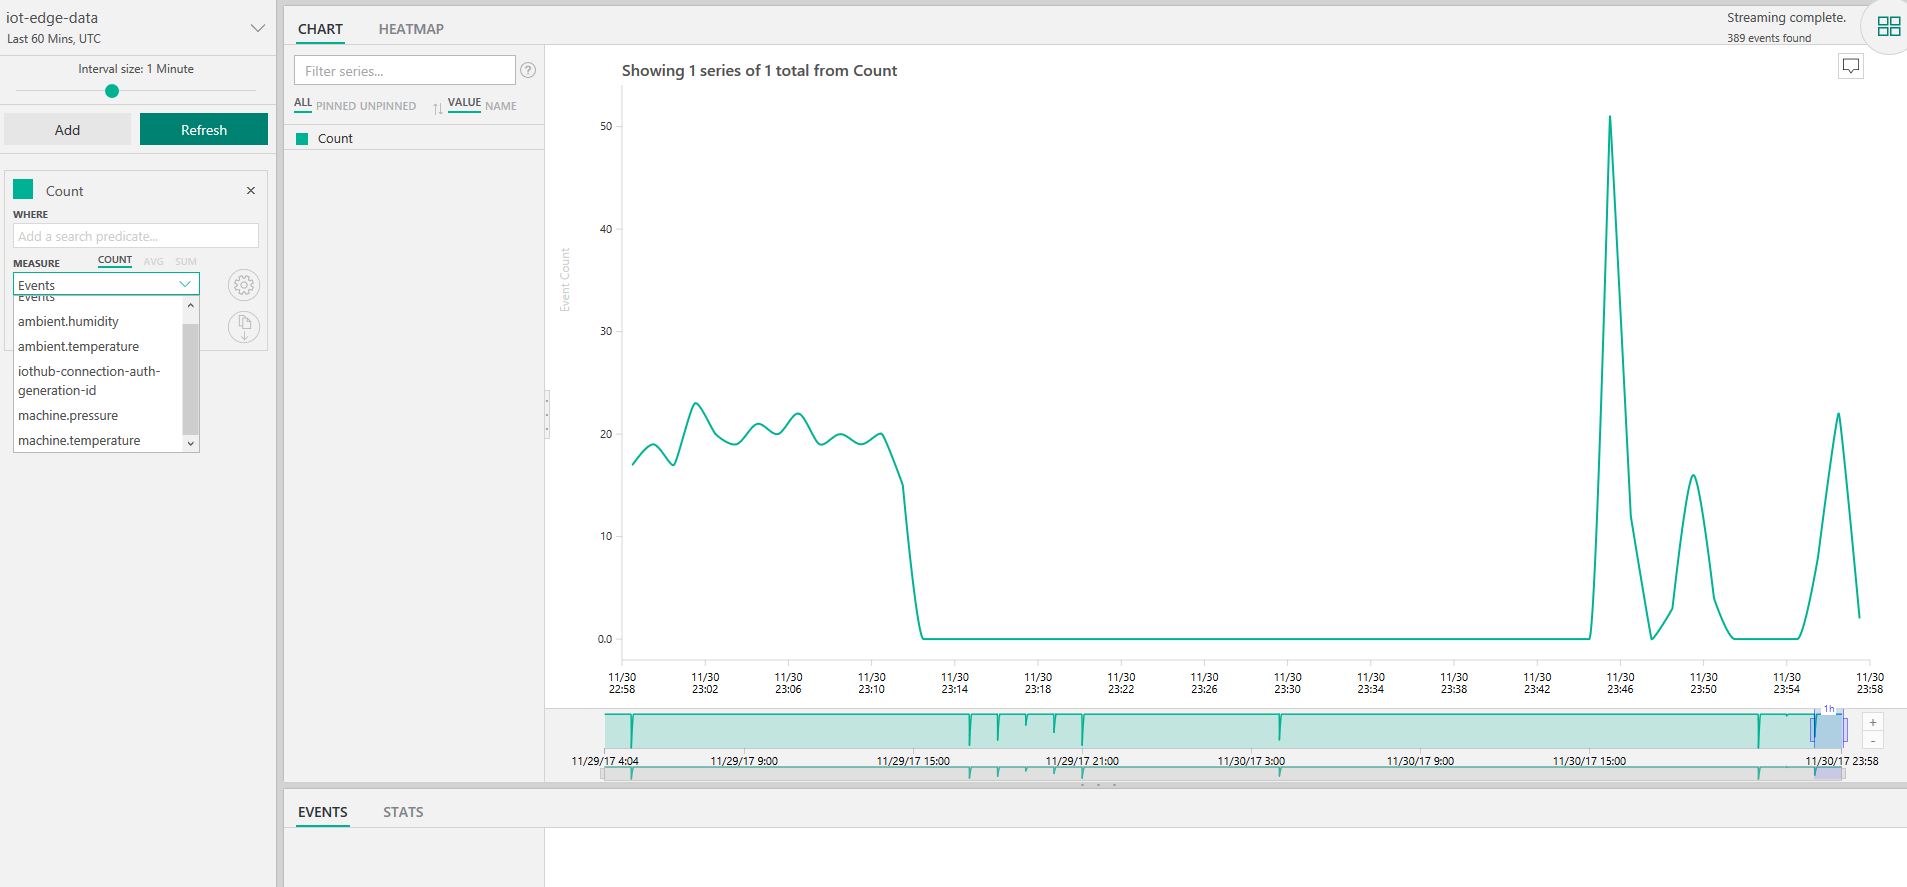 iot-edge-data
Last 60 Mins, UTC
Interval size: 1 Minute
Add
Refresh
Count
WHERE
Add a search predicate...
MEASURE COUNT AVG SUM
Events
Events
ambient.humidity
ambient.temperature
iothub-connection-auth-
generation-id
machine.pressure
machine.temperature
CHART HEATMAP
Streaming complete.
389 events found
Filter series...
?
ALL PINNED UNPINNED VALUE NAME
Count
Showing 1 series of 1 total from Count
Event Count
50
40
30
20
10
0.0
11/30 11/30 11/30 11/30 11/30 11/30 11/30 11/30 11/30 11/30 11/30 11/30 11/30 11/30 11/30 11/30
22:58 23:02 23:06 23:10 23:14 23:18 23:22 23:26 23:30 23:34 23:38 23:42 23:46 23:50 23:54 23:58
1h
+
-
11/29/17 4:04 11/29/17 9:00 11/29/17 15:00 11/29/17 21:00 11/30/17 3:00 11/30/17 9:00 11/30/17 15:00 11/30/17 23:58
EVENTS STATS